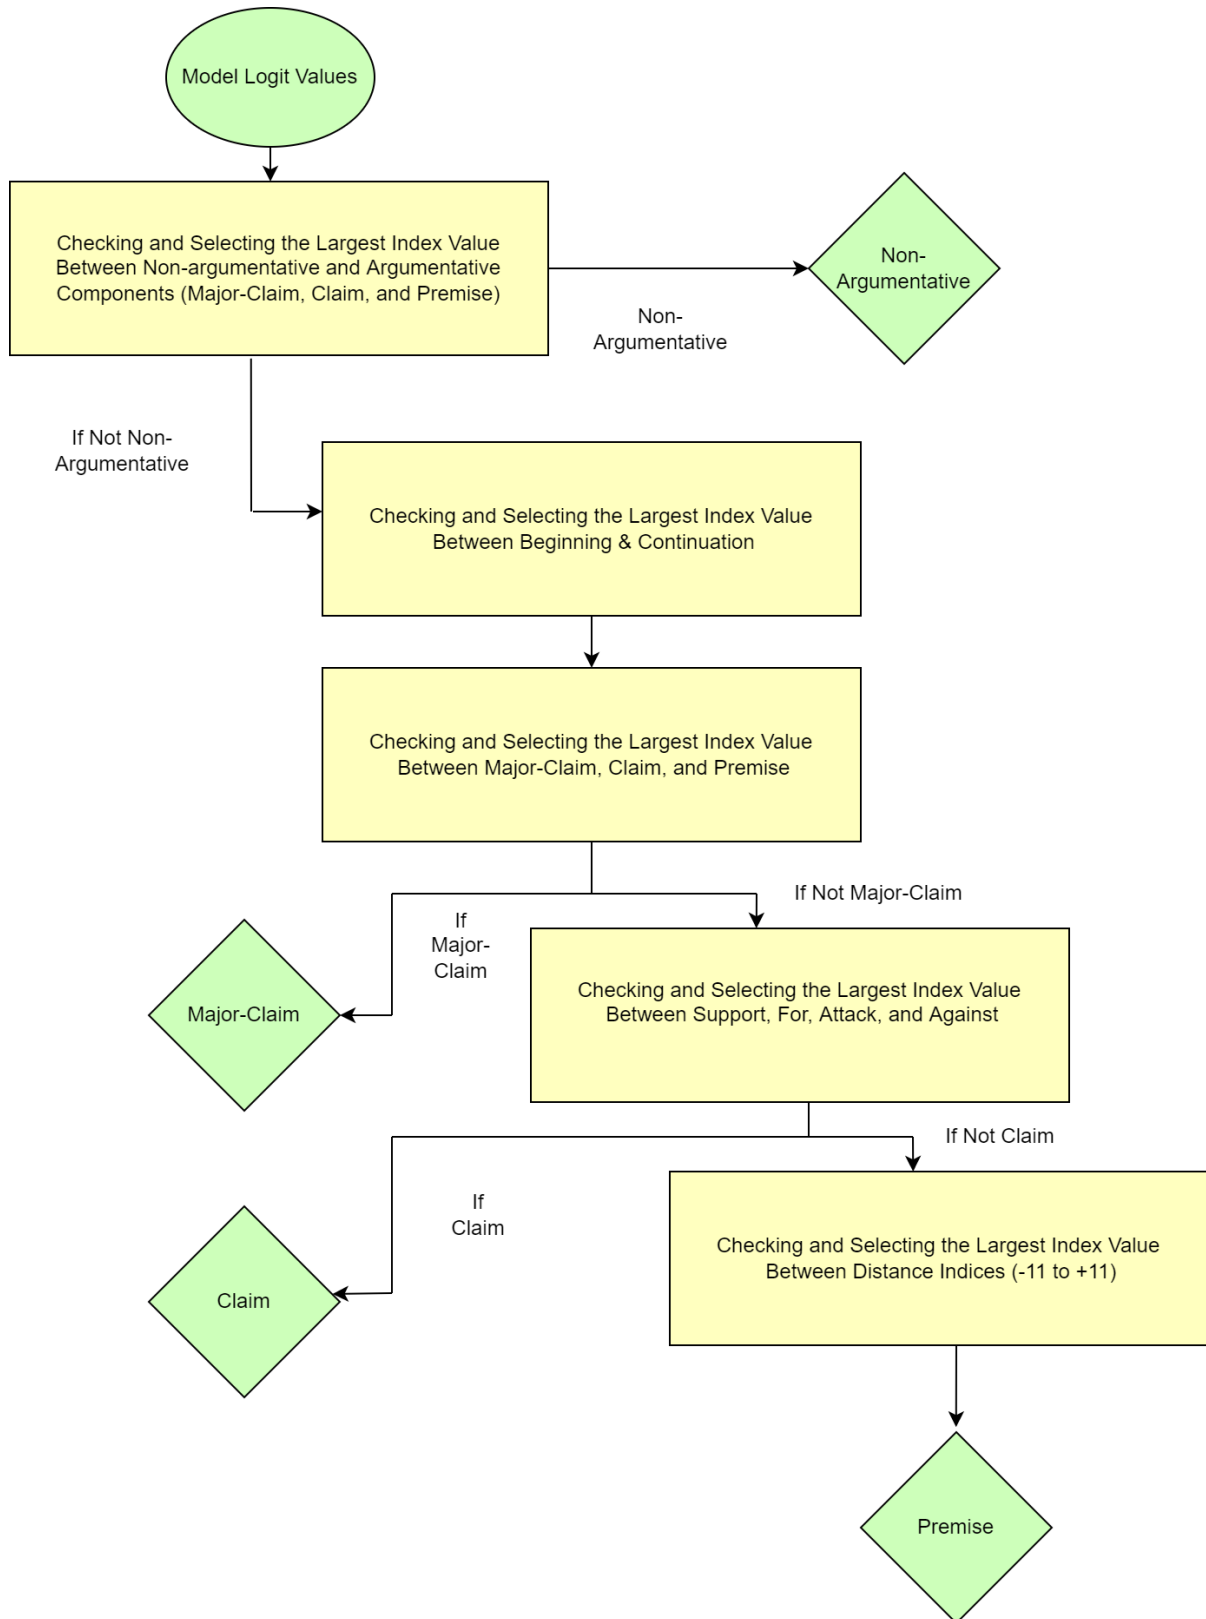 Model Logit Values
Checking and Selecting the Largest Index Value
Between Non-argumentative and Argumentative
Components (Major-Claim, Claim, and Premise)
Non-
Argumentative
Non-
Argumentative
If Not Non-
Argumentative
Checking and Selecting the Largest Index Value
Between Beginning & Continuation
Checking and Selecting the Largest Index Value
Between Major-Claim, Claim, and Premise
If Not Major-Claim
If
Major-
Claim
Major-Claim
Checking and Selecting the Largest Index Value
Between Support, For, Attack, and Against
If Not Claim
If
Claim
Claim
Checking and Selecting the Largest Index Value
Between Distance Indices (-11 to +11)
Premise